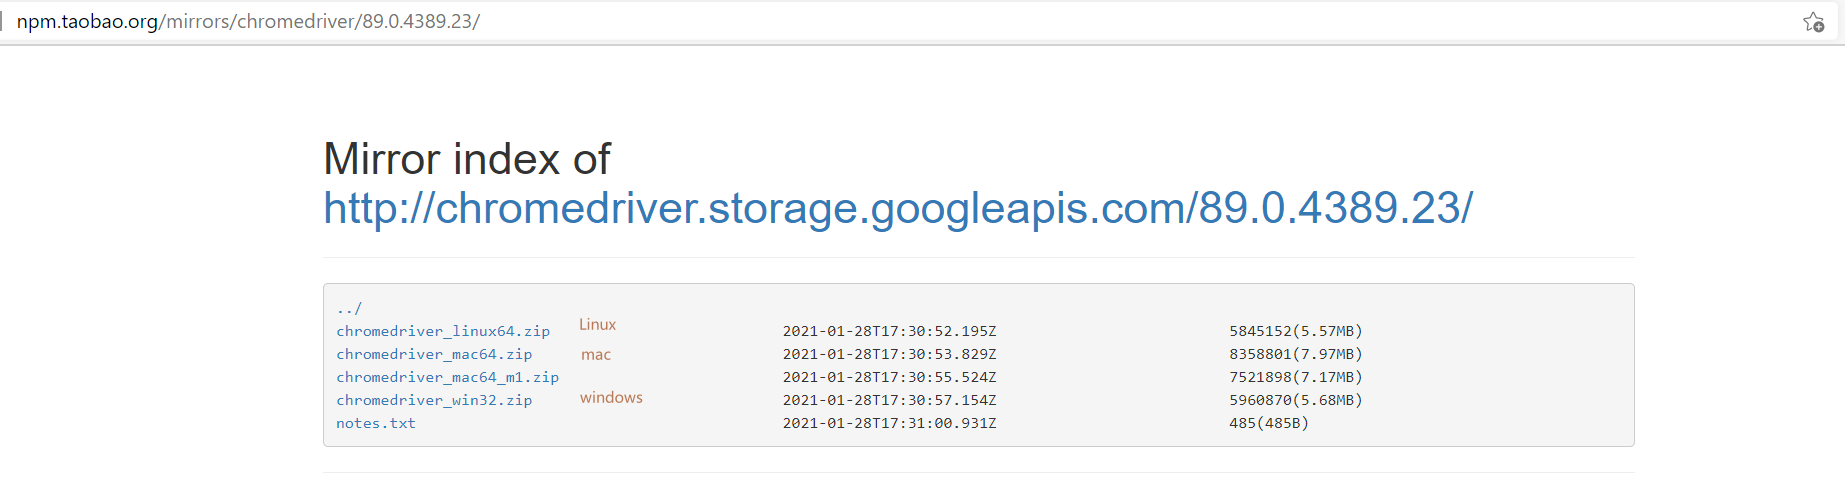 npm.taobao.org/mirrors/chromedriver/89.0.4389.23/
Mirror index of
http://chromedriver.storage.googleapis.com/89.0.4389.23/
../
chromedriver_linux64.zip Linux 2021-01-28T17:30:52.195Z 5845152(5.57MB)
chromedriver_mac64.zip mac 2021-01-28T17:30:53.829Z 8358801(7.97MB)
chromedriver_mac64_m1.zip 2021-01-28T17:30:55.524Z 7521898(7.17MB)
chromedriver_win32.zip windows 2021-01-28T17:30:57.154Z 5960870(5.68MB)
notes.txt 2021-01-28T17:31:00.931Z 485(485B)